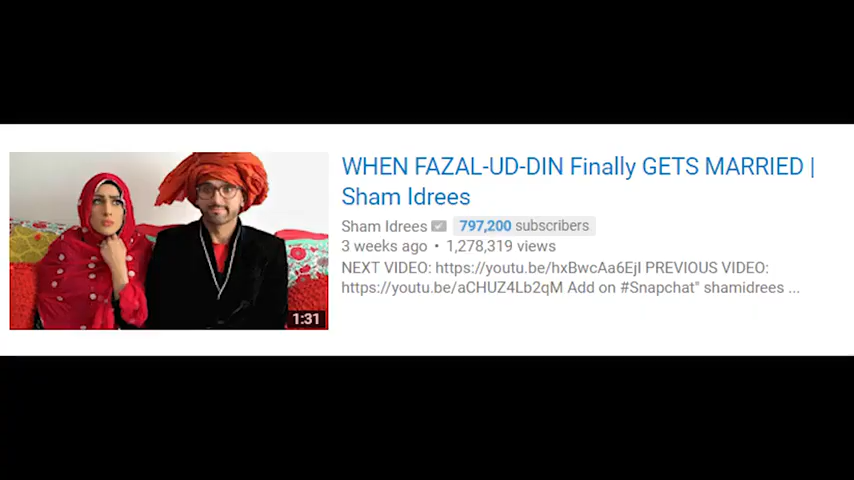 WHEN FAZAL-UD-DIN Finally GETS MARRIED |
Sham Idrees
Sham Idrees 797,200 subscribers
3 weeks ago • 1,278,319 views
NEXT VIDEO: https://youtu.be/hxBwcAa6EjI PREVIOUS VIDEO:
https://youtu.be/aCHUZ4Lb2qM Add on #Snapchat" shamidrees ...
1:31